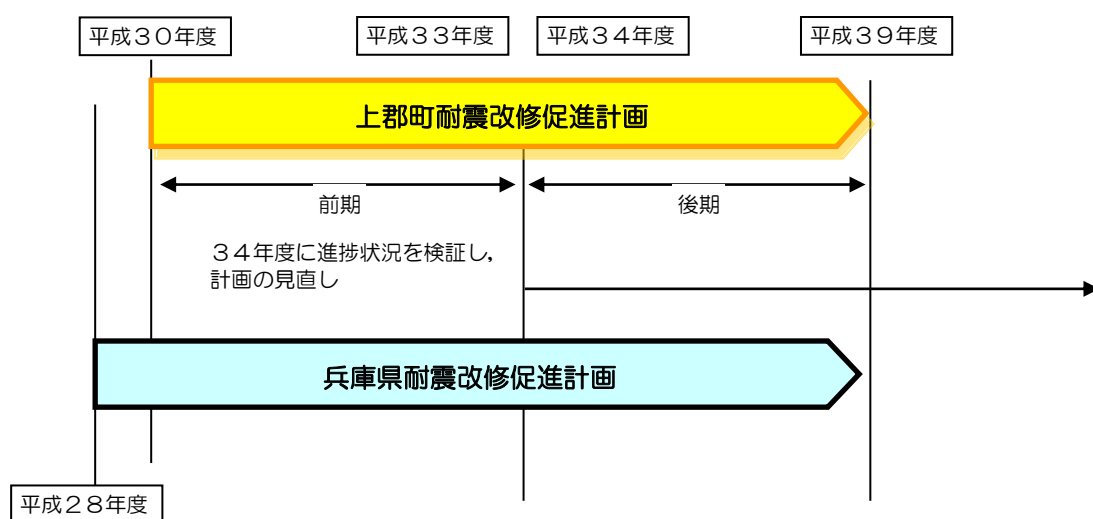 平成３０年度
平成３３年度
平成３４年度
平成３９年度
上郡町耐震改修促進計画
前期
後期
３４年度に進捗状況を検証し，
計画の見直し
兵庫県耐震改修促進計画
平成２８年度